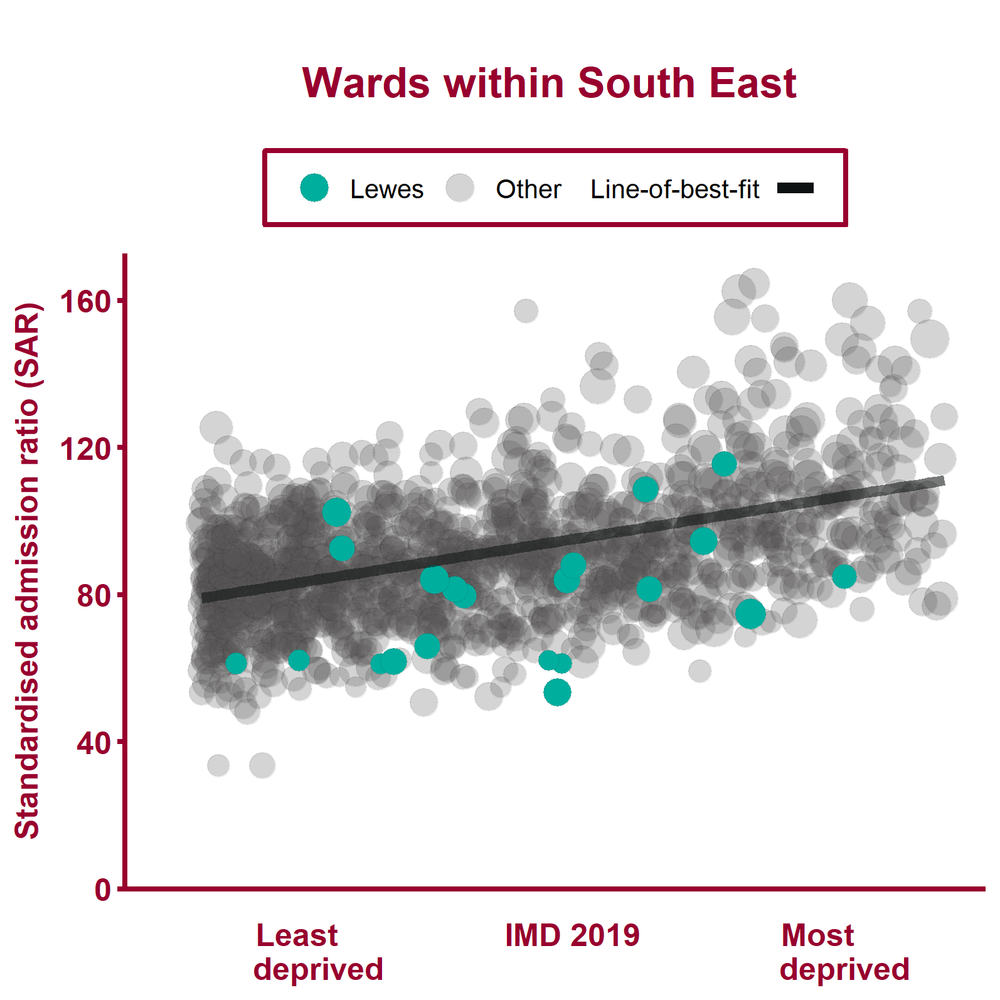 Wards within South East
Lewes Other Line-of-best-fit
Standardised admission ratio (SAR)
160
120
80
40
0
Least deprived
IMD 2019
Most deprived